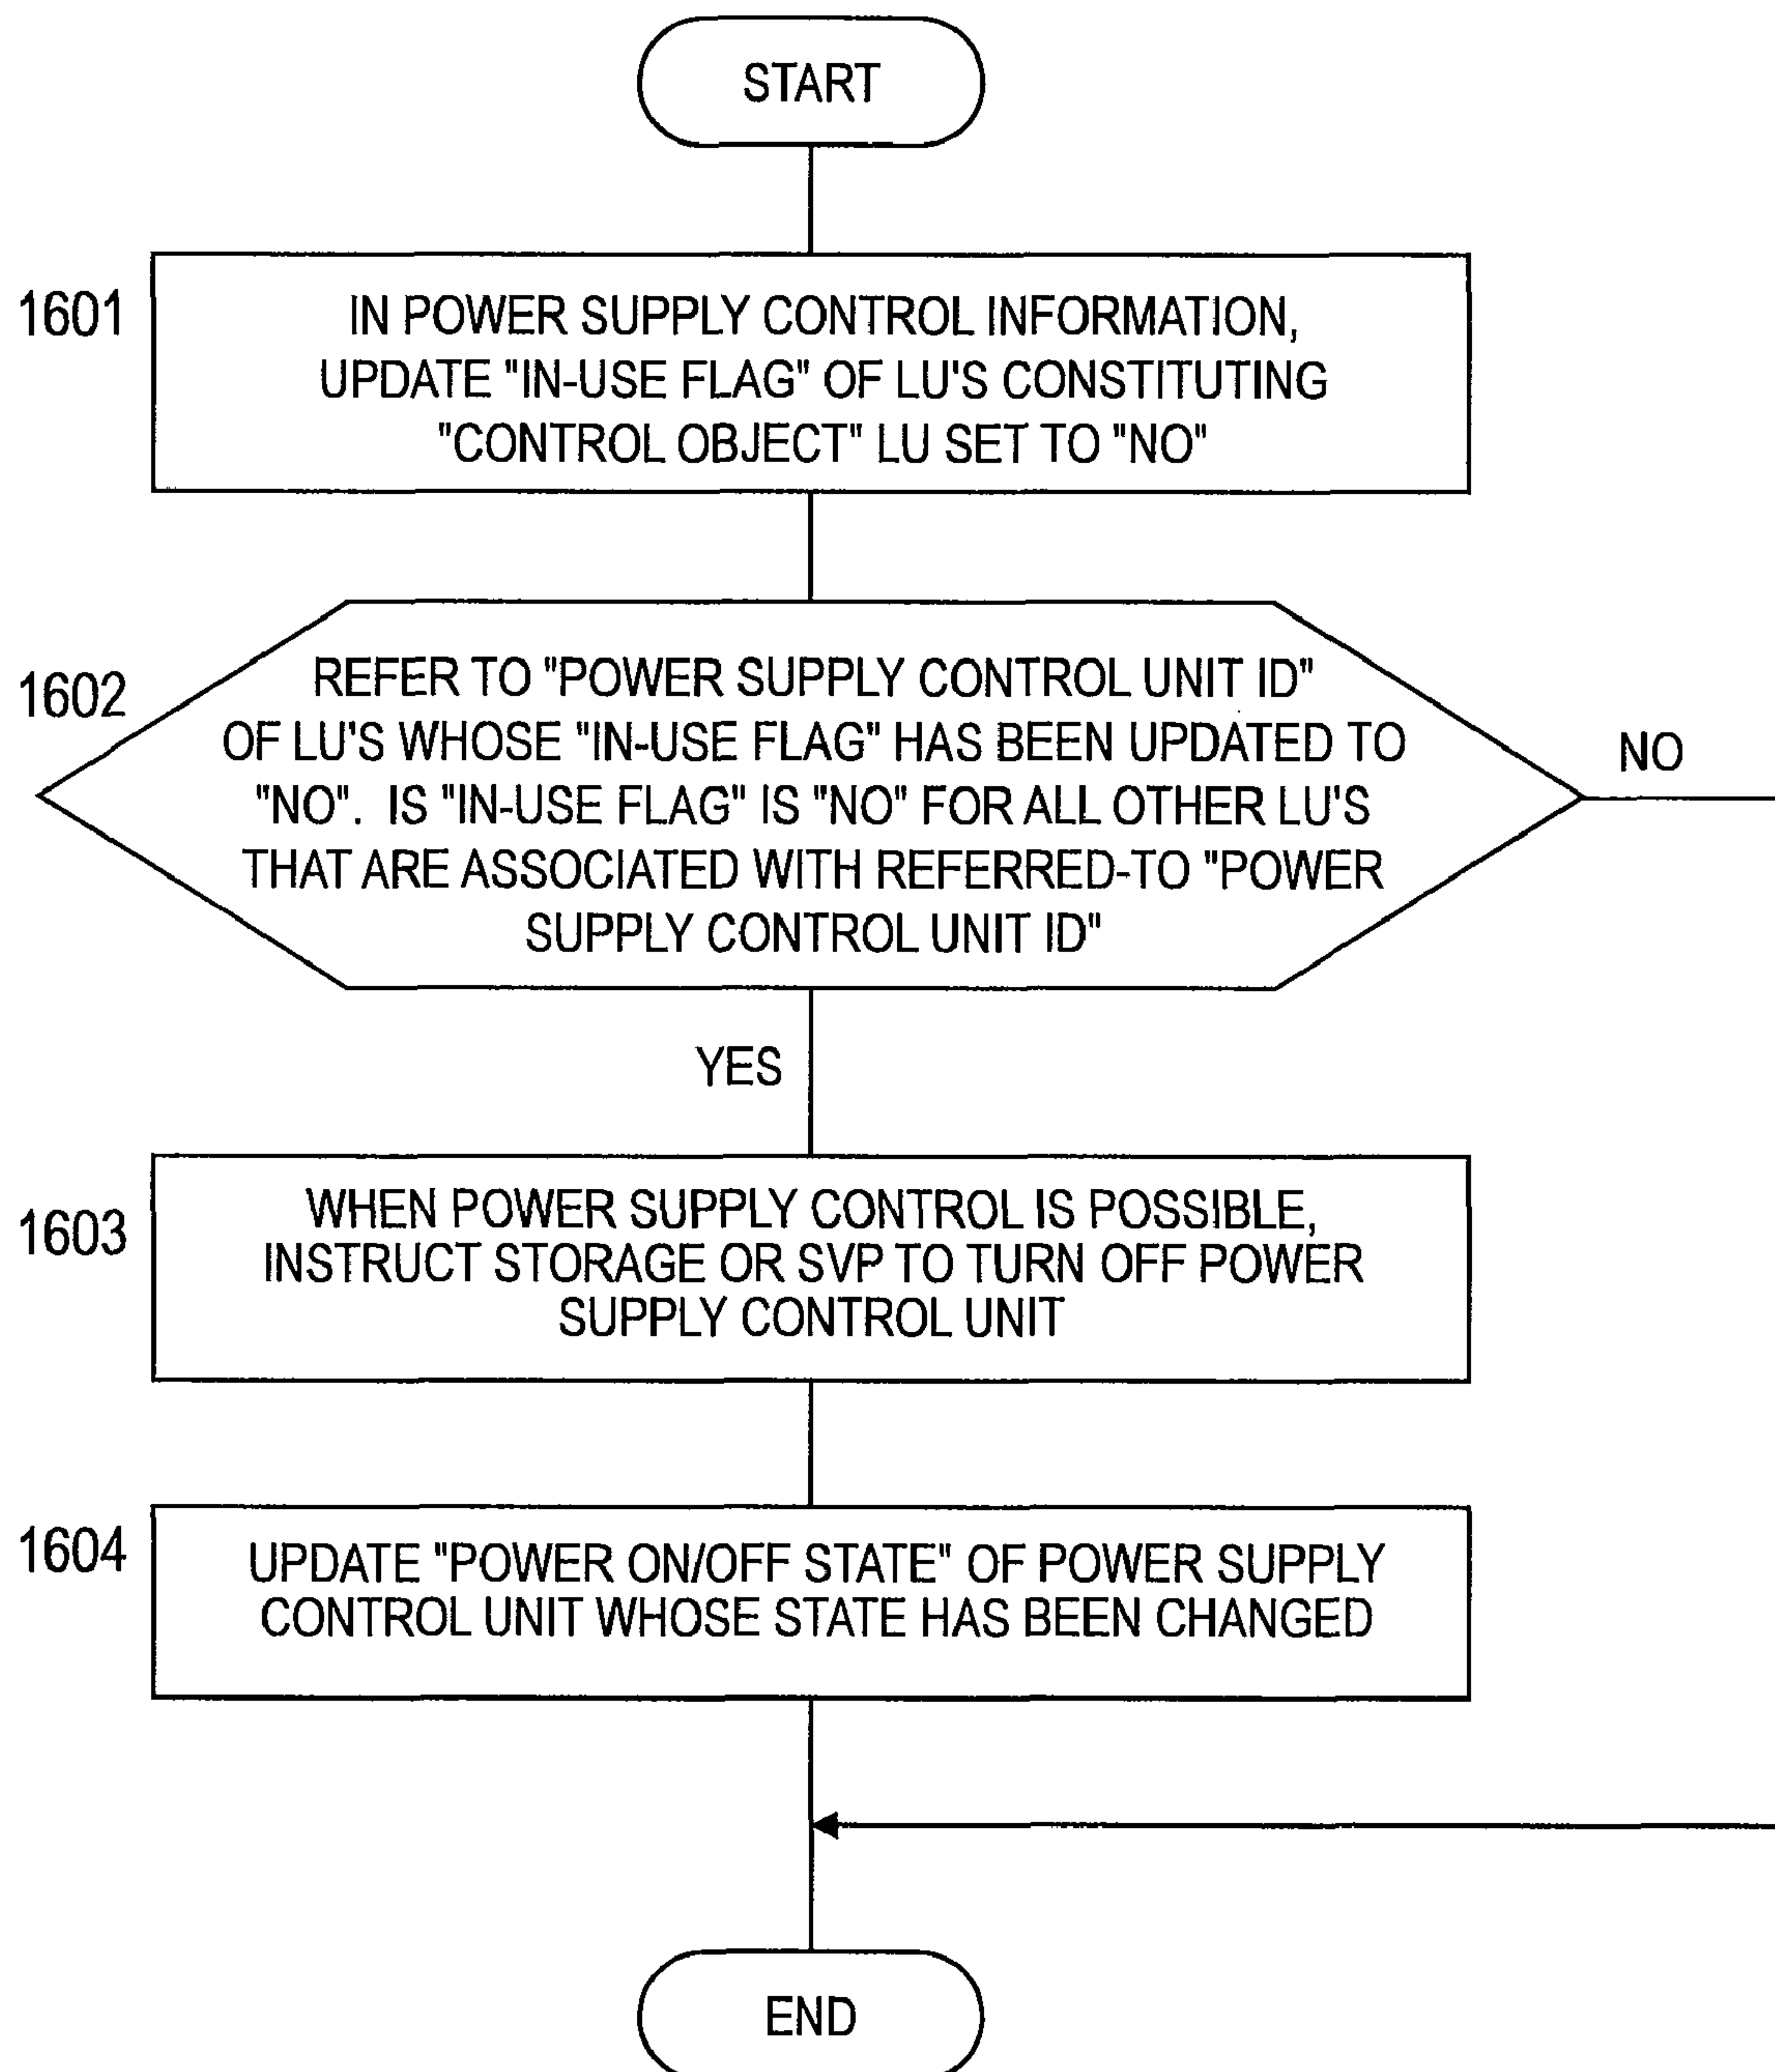 START
1601
IN POWER SUPPLY CONTROL INFORMATION,
UPDATE "IN-USE FLAG" OF LU'S CONSTITUTING
"CONTROL OBJECT" LU SET TO "NO"
1602
REFER TO "POWER SUPPLY CONTROL UNIT ID"
OF LU'S WHOSE "IN-USE FLAG" HAS BEEN UPDATED TO
"NO". IS "IN-USE FLAG" IS "NO" FOR ALL OTHER LU'S
THAT ARE ASSOCIATED WITH REFERRED-TO "POWER
SUPPLY CONTROL UNIT ID"
NO
YES
1603
WHEN POWER SUPPLY CONTROL IS POSSIBLE,
INSTRUCT STORAGE OR SVP TO TURN OFF POWER
SUPPLY CONTROL UNIT
1604
UPDATE "POWER ON/OFF STATE" OF POWER SUPPLY
CONTROL UNIT WHOSE STATE HAS BEEN CHANGED
END